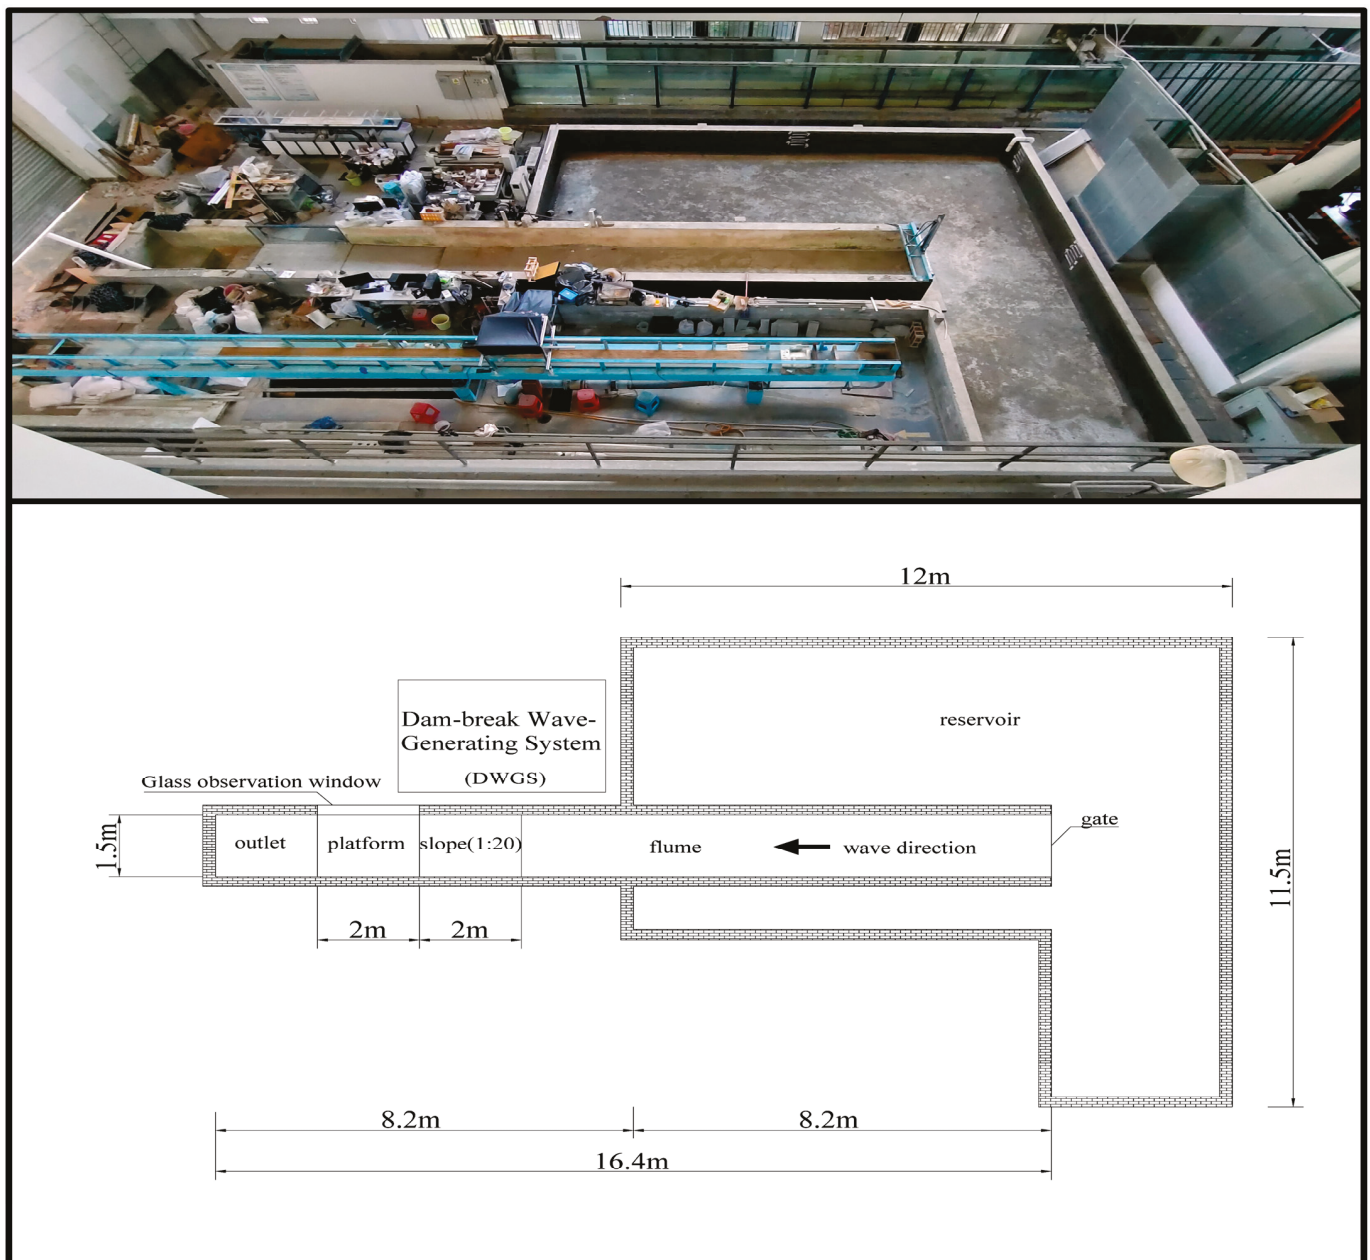 12m
reservoir
Dam-break Wave-
Generating System
(DWGS)
Glass observation window
gate
1.5m
outlet
platform
slope(1:20)
flume
wave direction
11.5m
2m
2m
8.2m
8.2m
16.4m